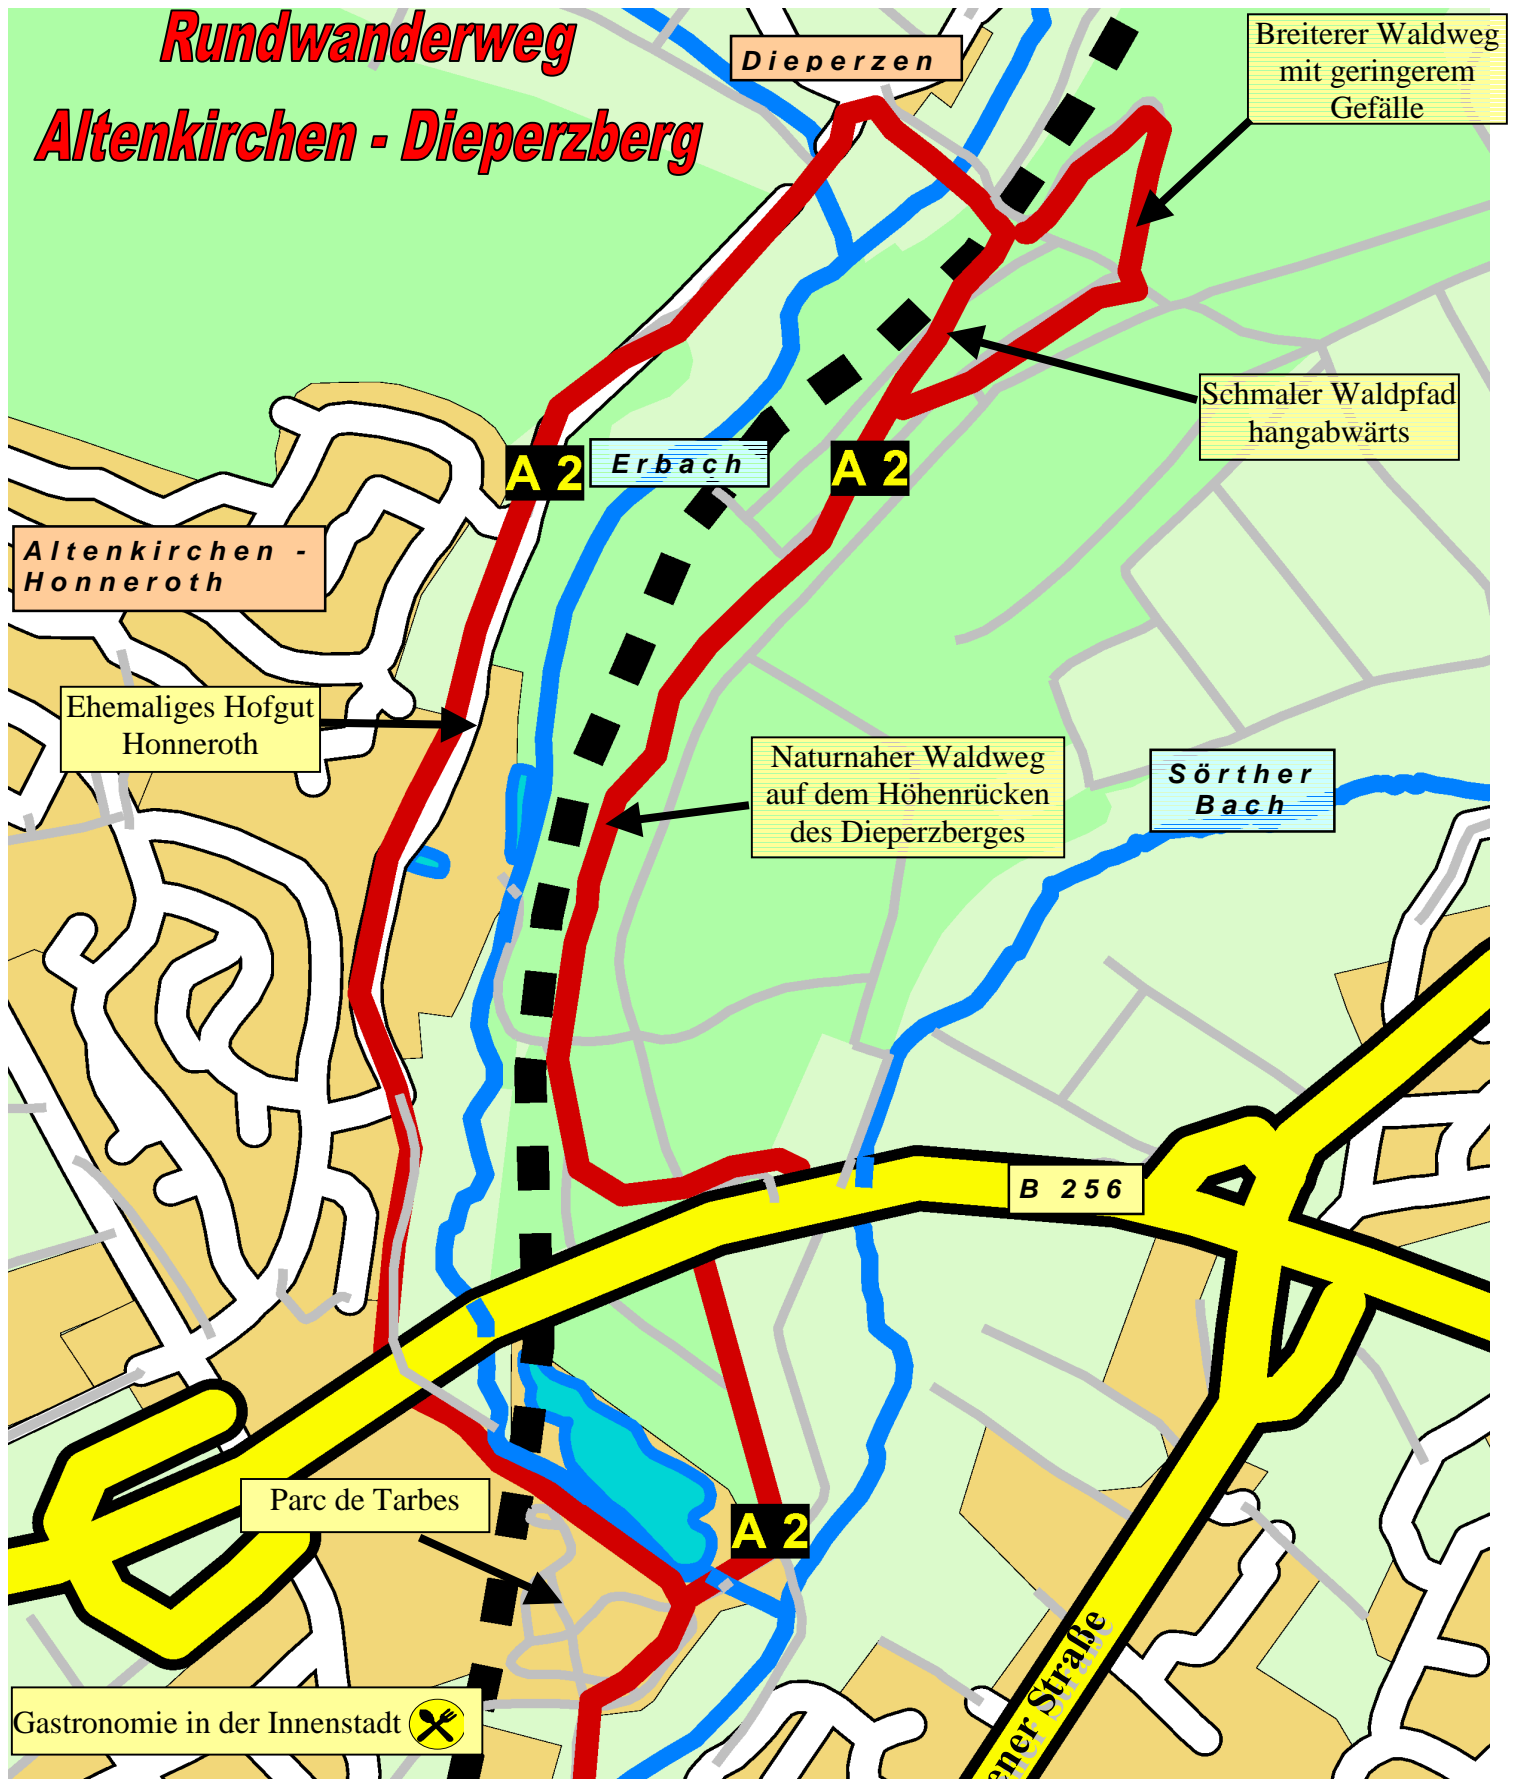 Rundwanderweg
Altenkirchen - Dieperzberg
Dieperzen
Breiterer Waldweg
mit geringerem
Gefälle
Schmaler Waldpfad
hangabwärts
A 2
Erbach
A 2
Altenkirchen -
Honneroth
Ehemaliges Hofgut
Honneroth
Naturnaher Waldweg
auf dem Höhenrücken
des Dieperzberges
Sörther
Bach
B 256
Parc de Tarbes
A 2
Gastronomie in der Innenstadt
ener Straße